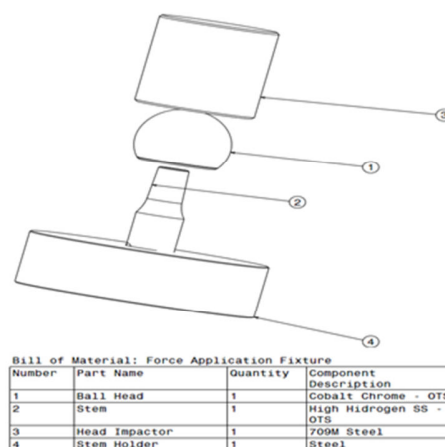 3
1
2
4
Bill of Material: Force Application Fixture
Number Part Name Quantity Component Description
1 Ball Head 1 Cobalt Chrome - OTS
2 Stem 1 High Hidrogen SS - OTS
3 Head Impactor 1 709M Steel
4 Stem Holder 1 Steel